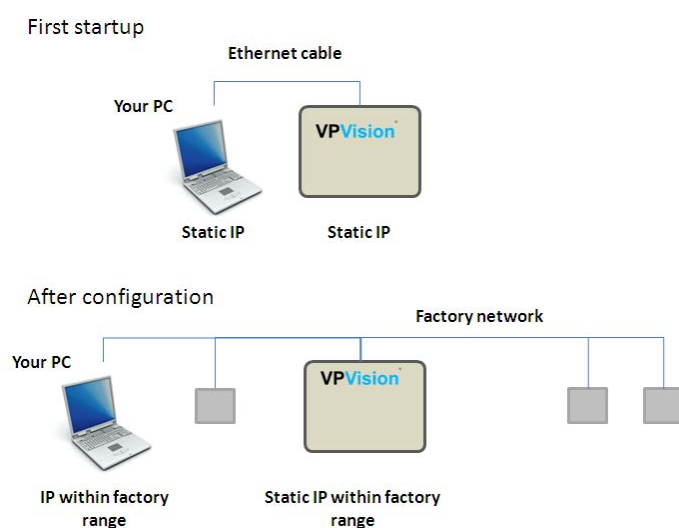 First startup
Ethernet cable
Your PC
VPVision
Static IP
Static IP
After configuration
Factory network
Your PC
VPVision
IP within factory
range
Static IP within factory
range